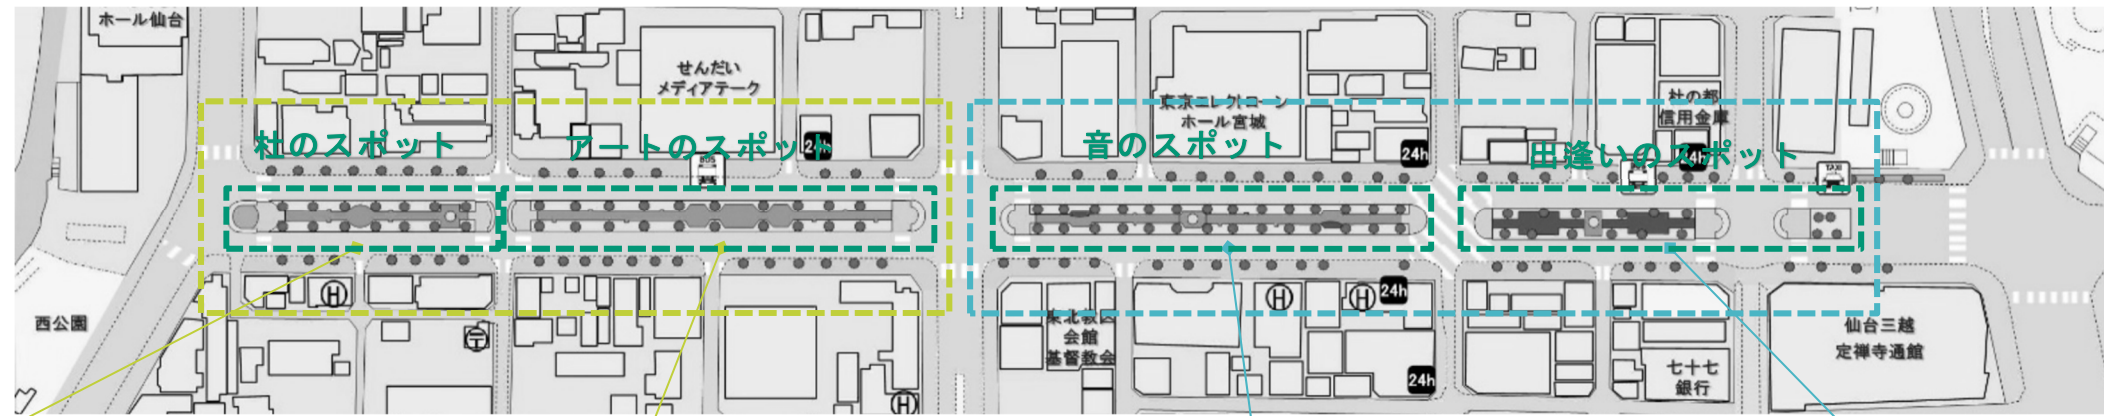 ホール仙台
せんだい
メディアテーク
24h
杜のスポット
アートのスポット
BUS
東京エレクトローン
ホール宮城
音のスポット
24h
杜の都
信用金庫
24h
出逢いのスポット
TAXI
西公園
H
〒
H
東北教区
会館
基督教会
H
H
24h
24h
七十七
銀行
仙台三越
定禅寺通館